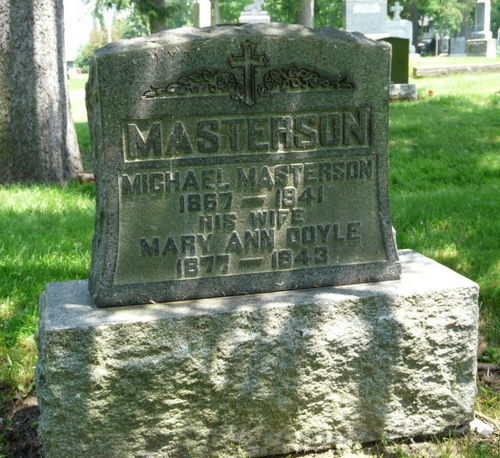 MASTERSON
MICHAEL MASTERSON
1867 - 1941
HIS WIFE
MARY ANN DOYLE
1877 - 1943